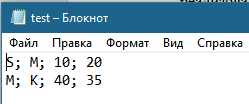 test – Блокнот
Файл Правка Формат Вид Справка
S; M; 10; 20
M; K; 40; 35